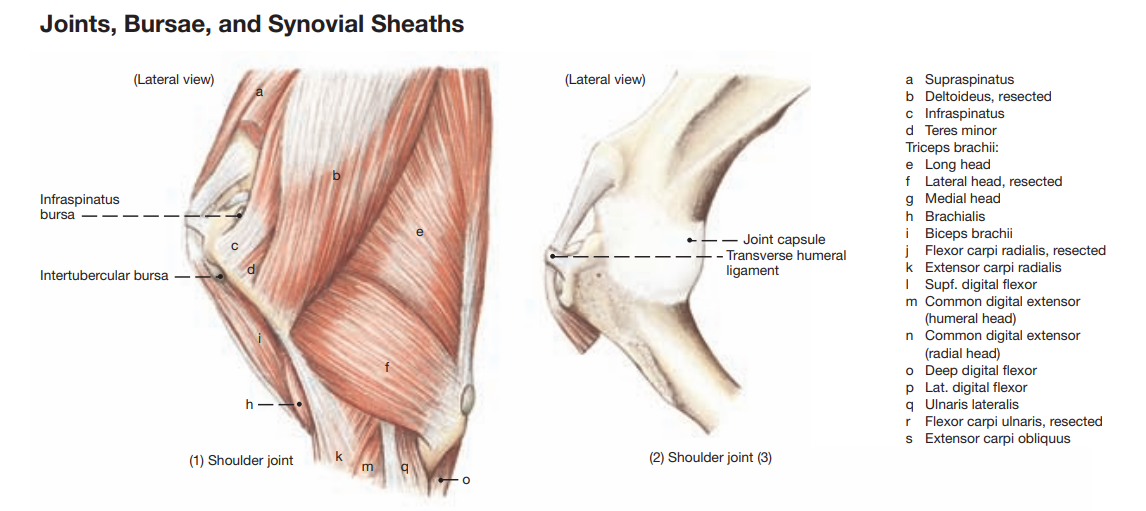 Joints, Bursae, and Synovial Sheaths
(Lateral view)
a
b
e
Infraspinatus
bursa
c
d
Intertubercular bursa
i
f
h
k
m
q
o
(1) Shoulder joint
(Lateral view)
Joint capsule
Transverse humeral
ligament
(2) Shoulder joint (3)
a Supraspinatus
b Deltoideus, resected
c Infraspinatus
d Teres minor
Triceps brachii:
e Long head
f Lateral head, resected
g Medial head
h Brachialis
i Biceps brachii
j Flexor carpi radialis, resected
k Extensor carpi radialis
l Supf. digital flexor
m Common digital extensor
(humeral head)
n Common digital extensor
(radial head)
o Deep digital flexor
p Lat. digital flexor
q Ulnaris lateralis
r Flexor carpi ulnaris, resected
s Extensor carpi obliquus